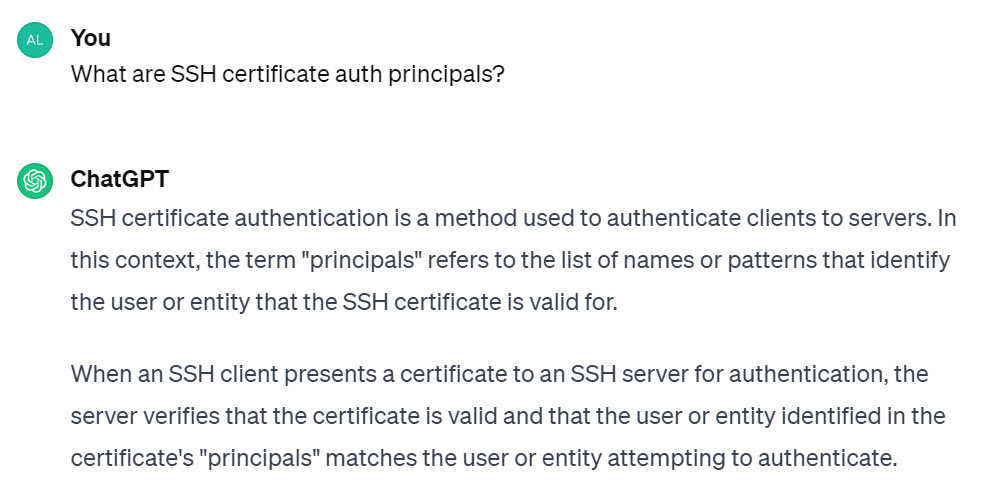 AL
You
What are SSH certificate auth principals?
ChatGPT
SSH certificate authentication is a method used to authenticate clients to servers. In
this context, the term "principals" refers to the list of names or patterns that identify
the user or entity that the SSH certificate is valid for.
When an SSH client presents a certificate to an SSH server for authentication, the
server verifies that the certificate is valid and that the user or entity identified in the
certificate's "principals" matches the user or entity attempting to authenticate.